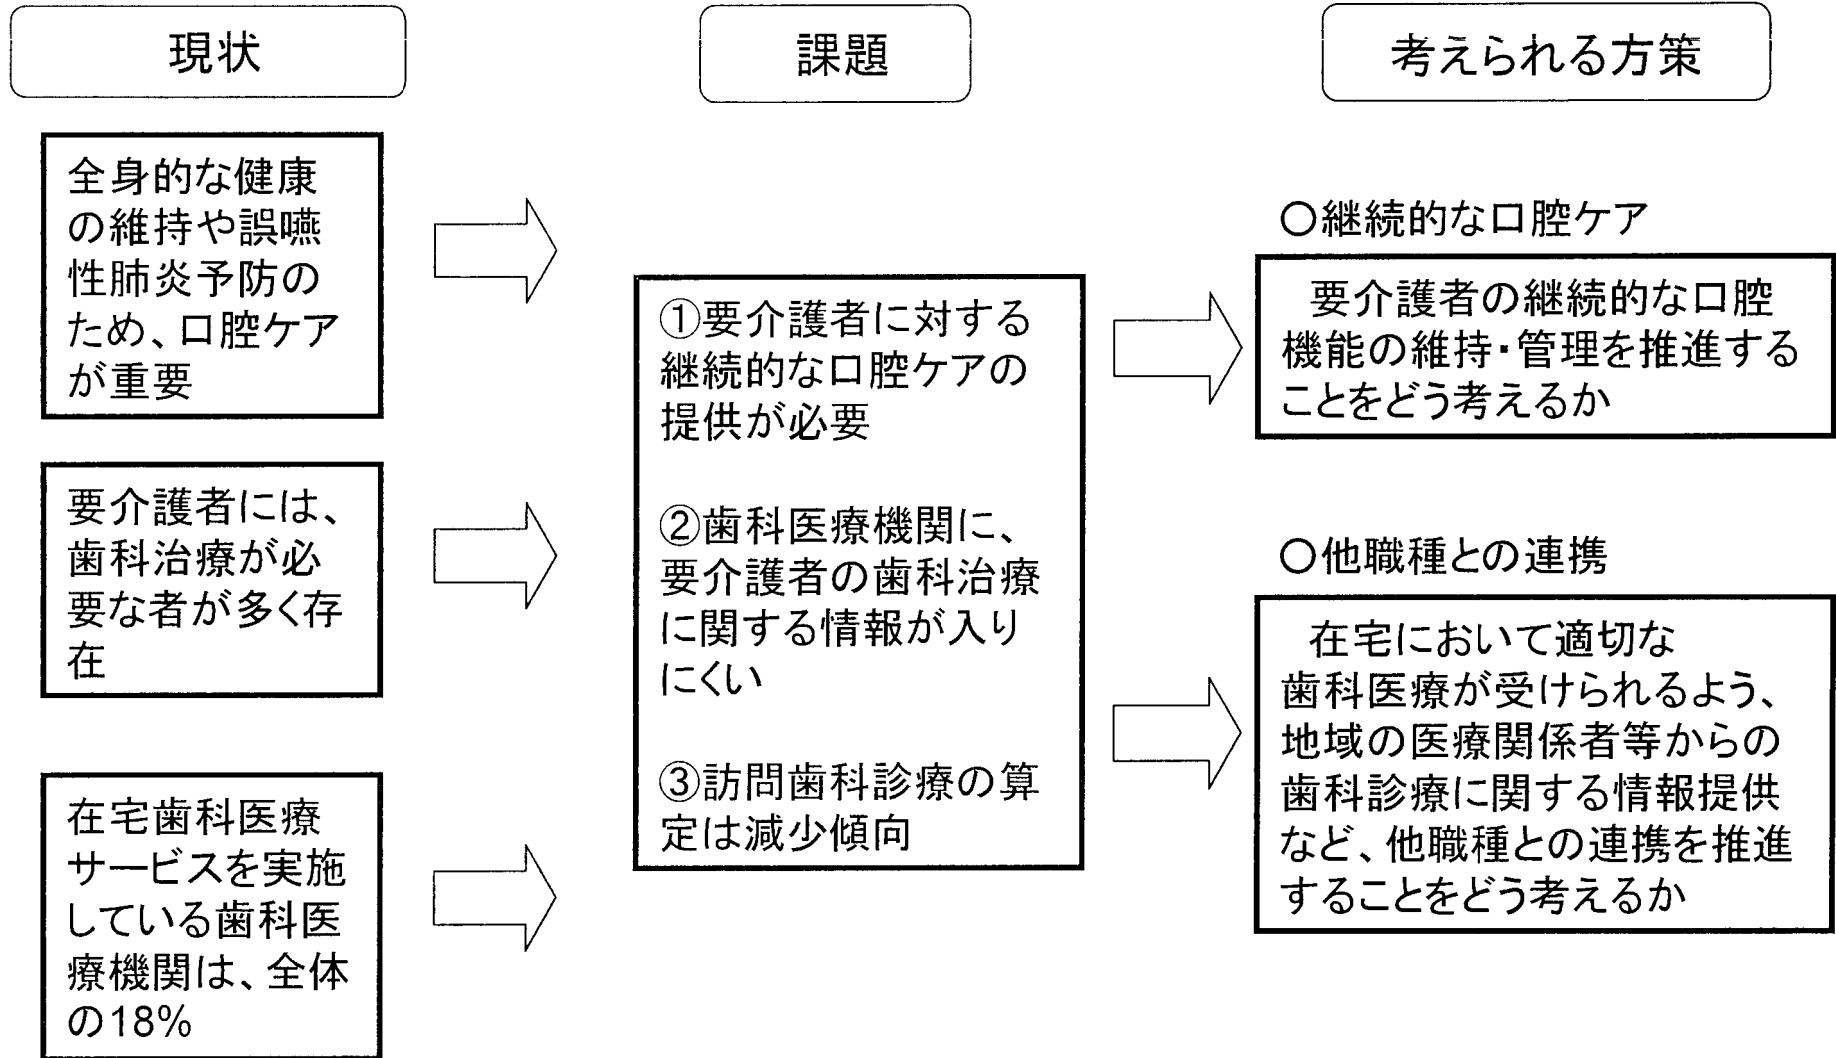 現状
全身的な健康
の維持や誤嚥
性肺炎予防の
ため、口腔ケア
が重要
要介護者には、
歯科治療が必
要な者が多く存
在
在宅歯科医療
サービスを実施
している歯科医
療機関は、全体
の18%
課題
①要介護者に対する
継続的な口腔ケアの
提供が必要
②歯科医療機関に、
要介護者の歯科治療
に関する情報が入り
にくい
③訪問歯科診療の算
定は減少傾向
考えられる方策
○継続的な口腔ケア
要介護者の継続的な口腔
機能の維持・管理を推進する
ことをどう考えるか
○他職種との連携
在宅において適切な
歯科医療が受けられるよう、
地域の医療関係者等からの
歯科診療に関する情報提供
など、他職種との連携を推進
することをどう考えるか